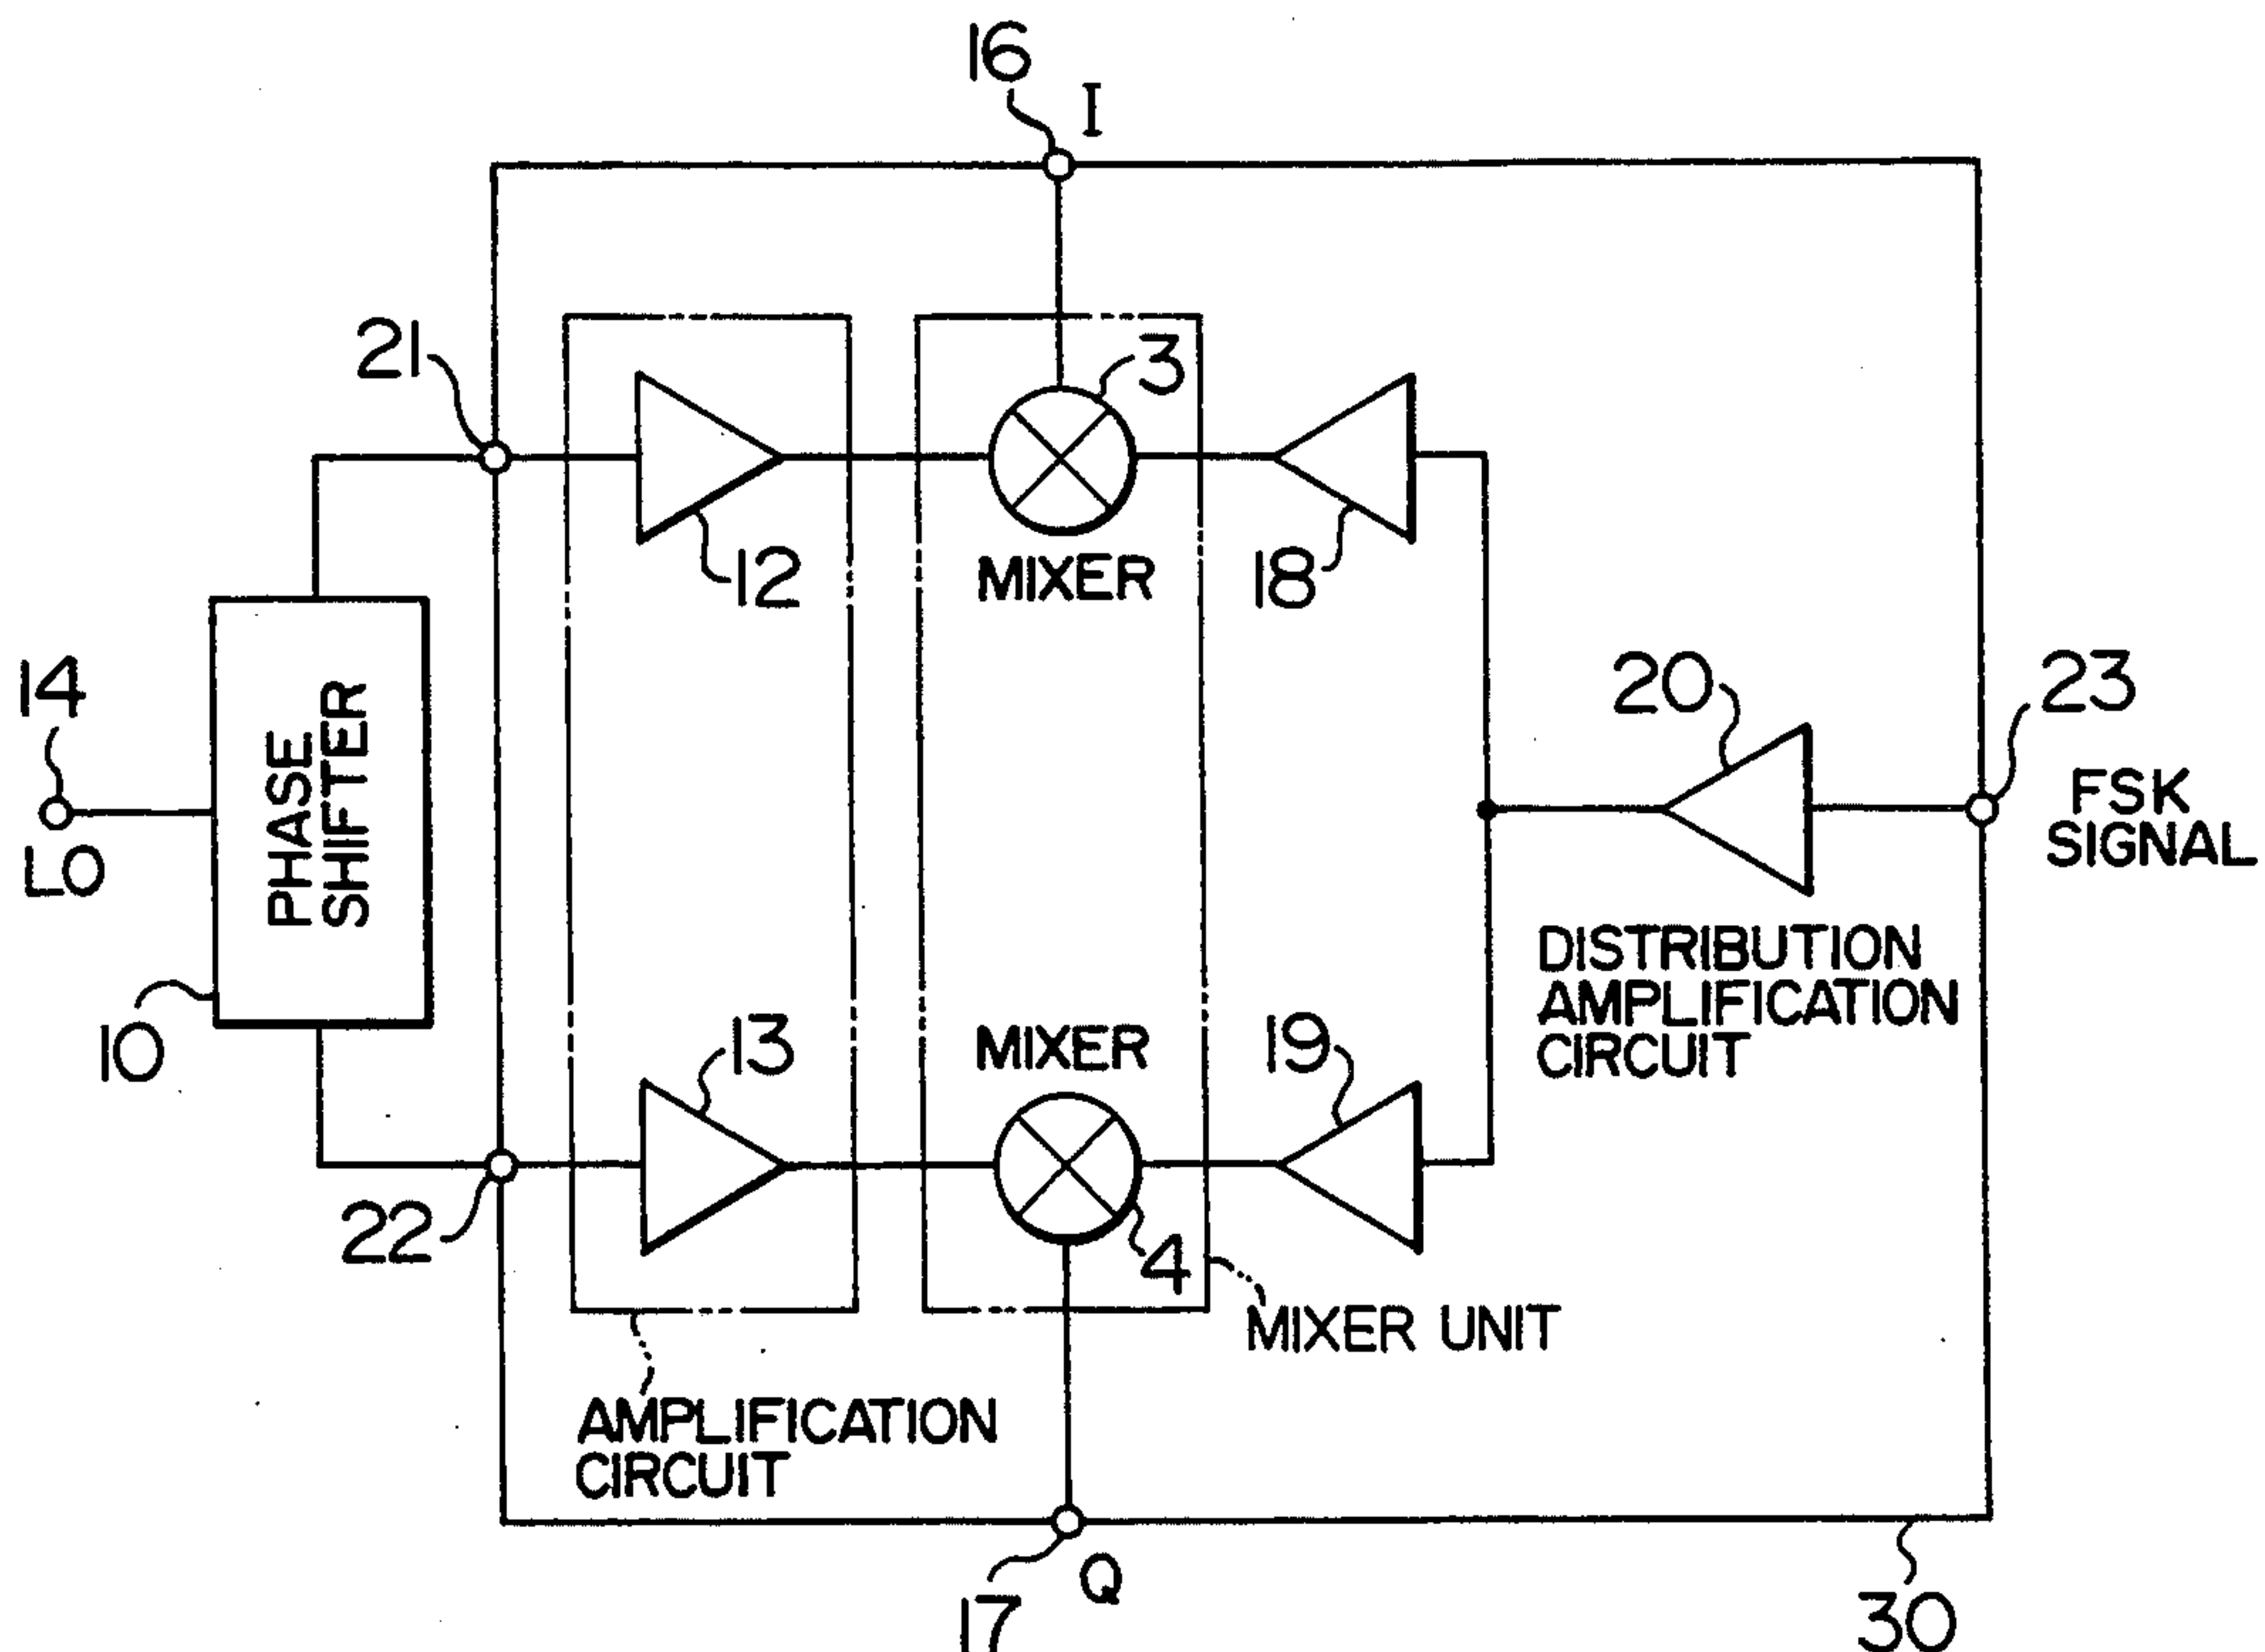 16
I
21
3
12
MIXER
18
14
LO
PHASE
SHIFTER
20
23
FSK
SIGNAL
10
DISTRIBUTION
AMPLIFICATION
CIRCUIT
13
MIXER
19
22
4
MIXER UNIT
AMPLIFICATION
CIRCUIT
17
Q
30